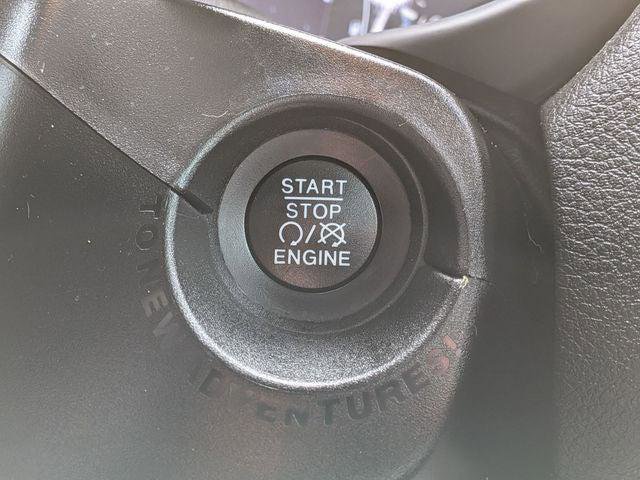 START
STOP
ENGINE
TO NEW ADVENTURES!